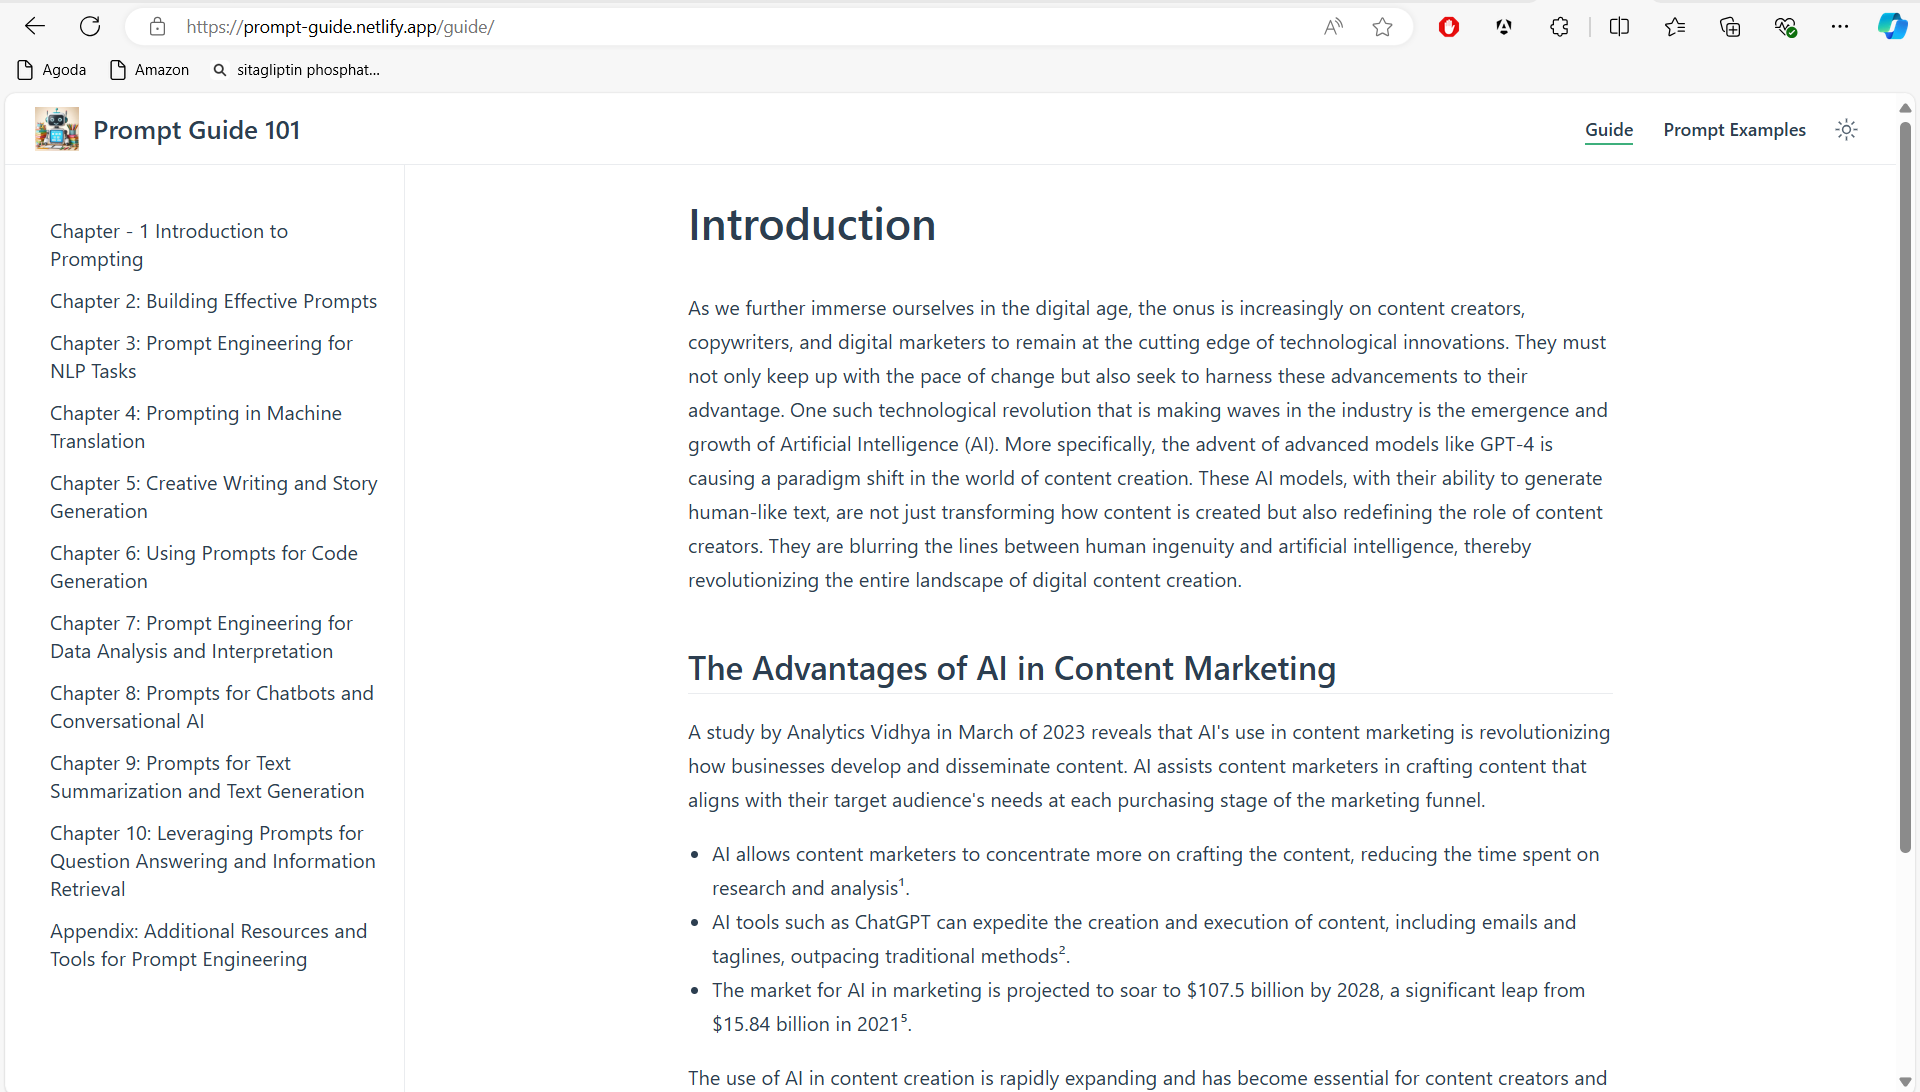 https://prompt-guide.netlify.app/guide/
Agoda
Amazon
sitagliptin phosphat...
Prompt Guide 101
Guide
Prompt Examples
Chapter - 1 Introduction to
Prompting
Chapter 2: Building Effective Prompts
Chapter 3: Prompt Engineering for
NLP Tasks
Chapter 4: Prompting in Machine
Translation
Chapter 5: Creative Writing and Story
Generation
Chapter 6: Using Prompts for Code
Generation
Chapter 7: Prompt Engineering for
Data Analysis and Interpretation
Chapter 8: Prompts for Chatbots and
Conversational AI
Chapter 9: Prompts for Text
Summarization and Text Generation
Chapter 10: Leveraging Prompts for
Question Answering and Information
Retrieval
Appendix: Additional Resources and
Tools for Prompt Engineering
Introduction
As we further immerse ourselves in the digital age, the onus is increasingly on content creators,
copywriters, and digital marketers to remain at the cutting edge of technological innovations. They must
not only keep up with the pace of change but also seek to harness these advancements to their
advantage. One such technological revolution that is making waves in the industry is the emergence and
growth of Artificial Intelligence (AI). More specifically, the advent of advanced models like GPT-4 is
causing a paradigm shift in the world of content creation. These AI models, with their ability to generate
human-like text, are not just transforming how content is created but also redefining the role of content
creators. They are blurring the lines between human ingenuity and artificial intelligence, thereby
revolutionizing the entire landscape of digital content creation.
The Advantages of AI in Content Marketing
A study by Analytics Vidhya in March of 2023 reveals that AI's use in content marketing is revolutionizing
how businesses develop and disseminate content. AI assists content marketers in crafting content that
aligns with their target audience's needs at each purchasing stage of the marketing funnel.
• AI allows content marketers to concentrate more on crafting the content, reducing the time spent on
research and analysis¹.
• AI tools such as ChatGPT can expedite the creation and execution of content, including emails and
taglines, outpacing traditional methods².
• The market for AI in marketing is projected to soar to $107.5 billion by 2028, a significant leap from
$15.84 billion in 2021⁵.
The use of AI in content creation is rapidly expanding and has become essential for content creators and